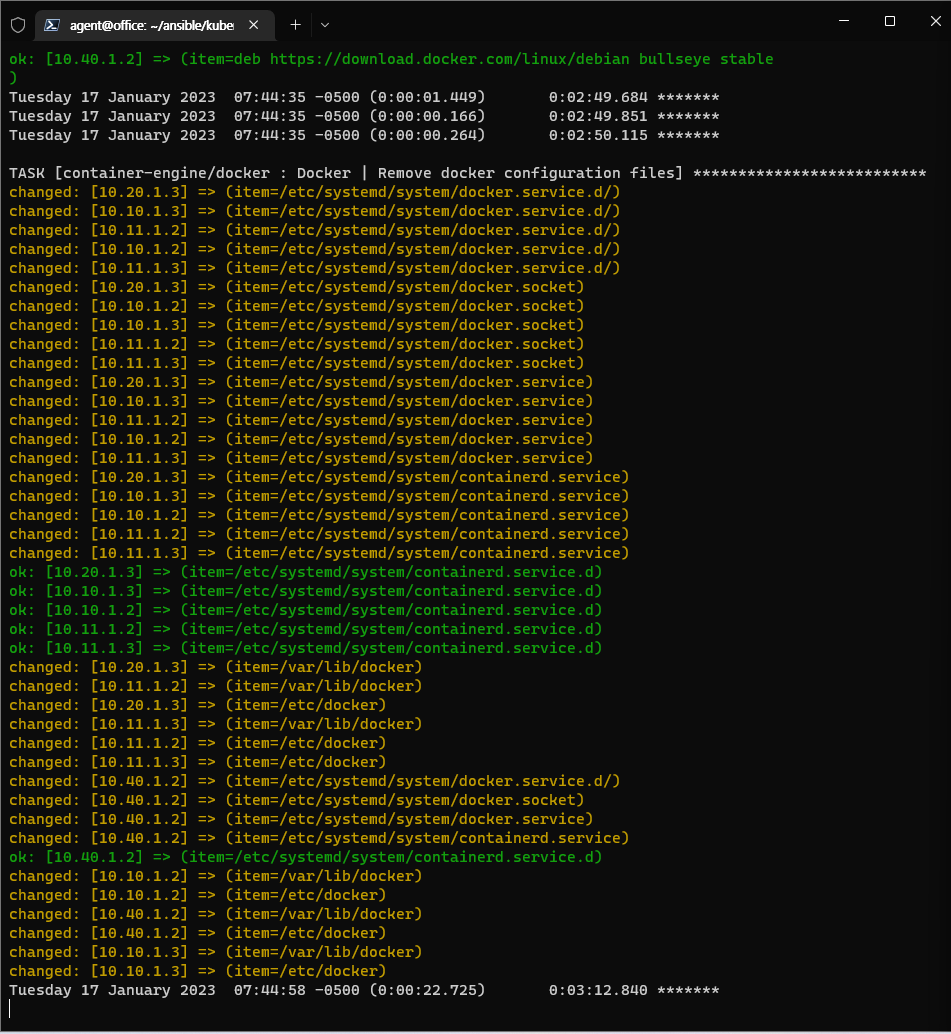 agent@office: ~/ansible/kube
ok: [10.40.1.2] => (item=deb https://download.docker.com/linux/debian bullseye stable
)
Tuesday 17 January 2023  07:44:35 -0500 (0:00:01.449)       0:02:49.684 *******
Tuesday 17 January 2023  07:44:35 -0500 (0:00:00.166)       0:02:49.851 *******
Tuesday 17 January 2023  07:44:35 -0500 (0:00:00.264)       0:02:50.115 *******
TASK [container-engine/docker : Docker | Remove docker configuration files] **************************
changed: [10.20.1.3] => (item=/etc/systemd/system/docker.service.d/)
changed: [10.10.1.3] => (item=/etc/systemd/system/docker.service.d/)
changed: [10.11.1.2] => (item=/etc/systemd/system/docker.service.d/)
changed: [10.10.1.2] => (item=/etc/systemd/system/docker.service.d/)
changed: [10.11.1.3] => (item=/etc/systemd/system/docker.service.d/)
changed: [10.20.1.3] => (item=/etc/systemd/system/docker.socket)
changed: [10.10.1.2] => (item=/etc/systemd/system/docker.socket)
changed: [10.10.1.3] => (item=/etc/systemd/system/docker.socket)
changed: [10.11.1.2] => (item=/etc/systemd/system/docker.socket)
changed: [10.11.1.3] => (item=/etc/systemd/system/docker.socket)
changed: [10.20.1.3] => (item=/etc/systemd/system/docker.service)
changed: [10.10.1.3] => (item=/etc/systemd/system/docker.service)
changed: [10.11.1.2] => (item=/etc/systemd/system/docker.service)
changed: [10.10.1.2] => (item=/etc/systemd/system/docker.service)
changed: [10.11.1.3] => (item=/etc/systemd/system/docker.service)
changed: [10.20.1.3] => (item=/etc/systemd/system/containerd.service)
changed: [10.10.1.3] => (item=/etc/systemd/system/containerd.service)
changed: [10.10.1.2] => (item=/etc/systemd/system/containerd.service)
changed: [10.11.1.2] => (item=/etc/systemd/system/containerd.service)
changed: [10.11.1.3] => (item=/etc/systemd/system/containerd.service)
ok: [10.20.1.3] => (item=/etc/systemd/system/containerd.service.d)
ok: [10.10.1.3] => (item=/etc/systemd/system/containerd.service.d)
ok: [10.10.1.2] => (item=/etc/systemd/system/containerd.service.d)
ok: [10.11.1.2] => (item=/etc/systemd/system/containerd.service.d)
ok: [10.11.1.3] => (item=/etc/systemd/system/containerd.service.d)
changed: [10.20.1.3] => (item=/var/lib/docker)
changed: [10.11.1.2] => (item=/var/lib/docker)
changed: [10.20.1.3] => (item=/etc/docker)
changed: [10.11.1.3] => (item=/var/lib/docker)
changed: [10.11.1.2] => (item=/etc/docker)
changed: [10.11.1.3] => (item=/etc/docker)
changed: [10.40.1.2] => (item=/etc/systemd/system/docker.service.d/)
changed: [10.40.1.2] => (item=/etc/systemd/system/docker.socket)
changed: [10.40.1.2] => (item=/etc/systemd/system/docker.service)
changed: [10.40.1.2] => (item=/etc/systemd/system/containerd.service)
ok: [10.40.1.2] => (item=/etc/systemd/system/containerd.service.d)
changed: [10.10.1.2] => (item=/var/lib/docker)
changed: [10.10.1.2] => (item=/etc/docker)
changed: [10.40.1.2] => (item=/var/lib/docker)
changed: [10.40.1.2] => (item=/etc/docker)
changed: [10.10.1.3] => (item=/var/lib/docker)
changed: [10.10.1.3] => (item=/etc/docker)
Tuesday 17 January 2023  07:44:58 -0500 (0:00:22.725)       0:03:12.840 *******